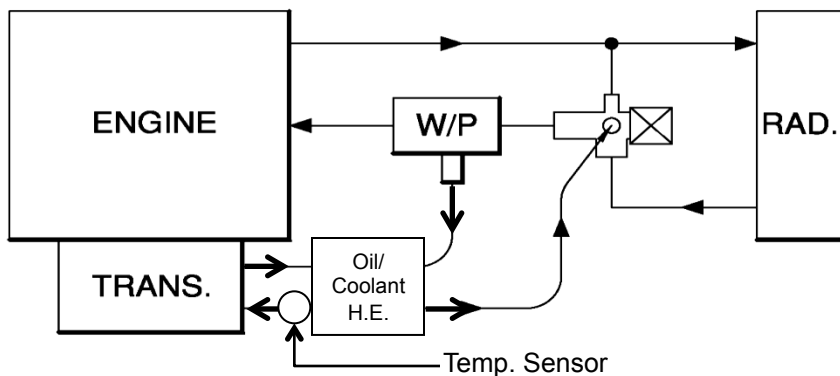 ENGINE
W/P
RAD.
TRANS.
Oil/
Coolant
H.E.
Temp. Sensor